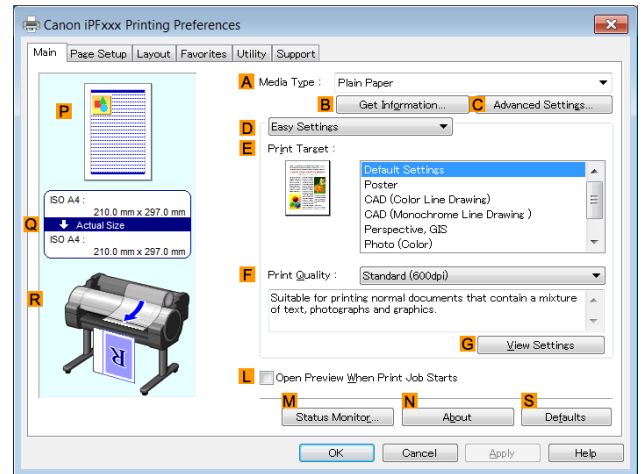 Canon iPFxxx Printing Preferences
Main Page Setup Layout Favorites Utility Support
A Media Type : Plain Paper
B Get Information... C Advanced Settings...
D Easy Settings
E Print Target :
Default Settings
Poster
CAD (Color Line Drawing)
CAD (Monochrome Line Drawing )
Perspective, GIS
Photo (Color)
P
ISO A4 :
210.0 mm x 297.0 mm
Q Actual Size
ISO A4 :
210.0 mm x 297.0 mm
R
R
F Print Quality : Standard (600dpi)
Suitable for printing normal documents that contain a mixture
of text, photographs and graphics.
G View Settings
L Open Preview When Print Job Starts
M N S
Status Monitor... About Defaults
OK Cancel Apply Help